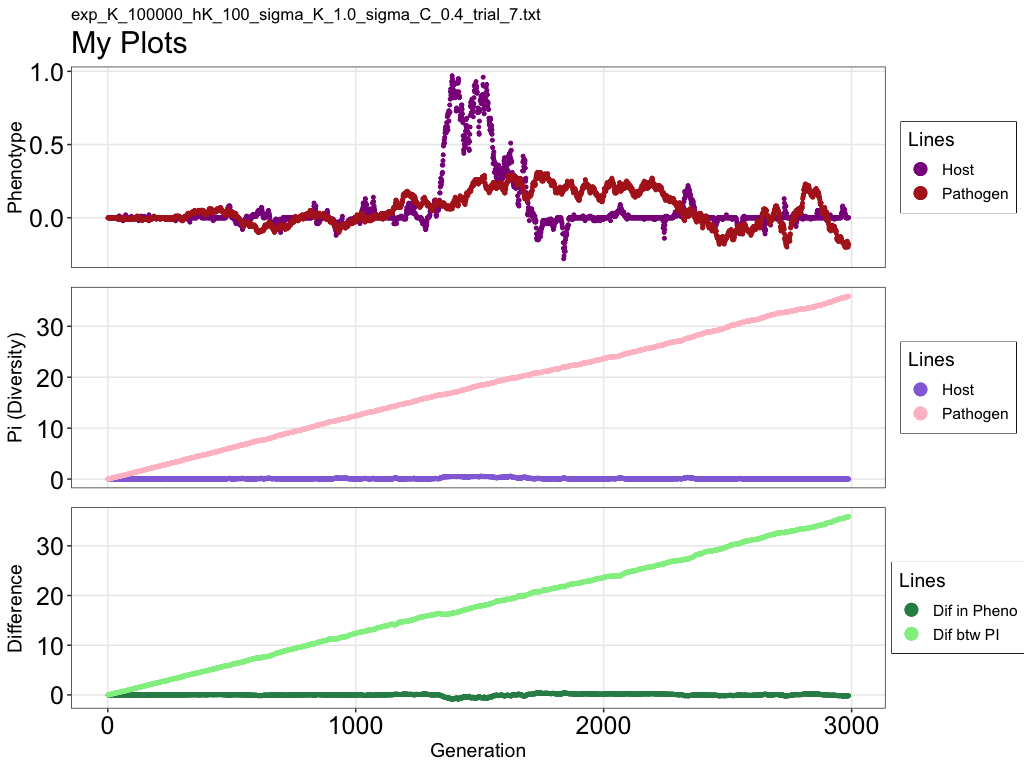 exp_K_100000_hK_100_sigma_K_1.0_sigma_C_0.4_trial_7.txt
My Plots
Phenotype
1.0
0.5
0.0
Lines
Host
Pathogen
Pi (Diversity)
30
20
10
0
Lines
Host
Pathogen
Difference
30
20
10
0
Lines
Dif in Pheno
Dif btw PI
0 1000 2000 3000
Generation